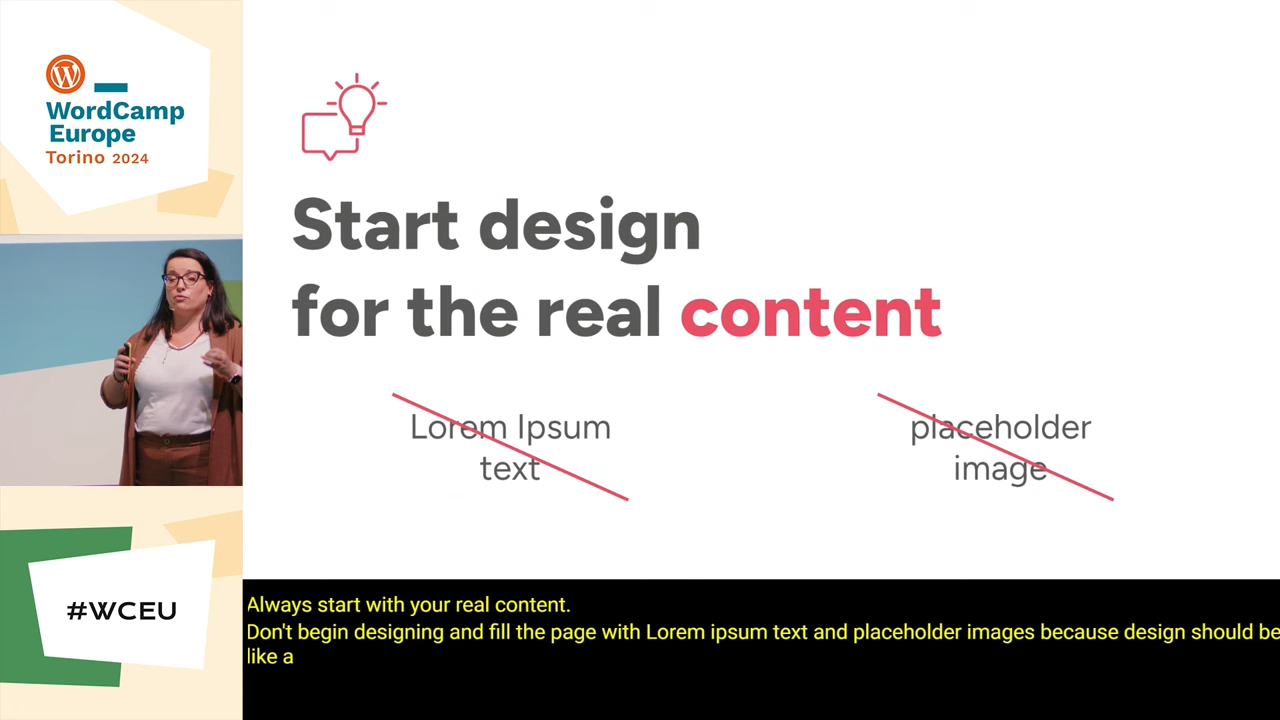 WordCamp
Europe
Torino 2024
Start design
for the real content
Lorem Ipsum
text
placeholder
image
#WCEU
Always start with your real content.
Don't begin designing and fill the page with Lorem ipsum text and placeholder images because design should be
like a